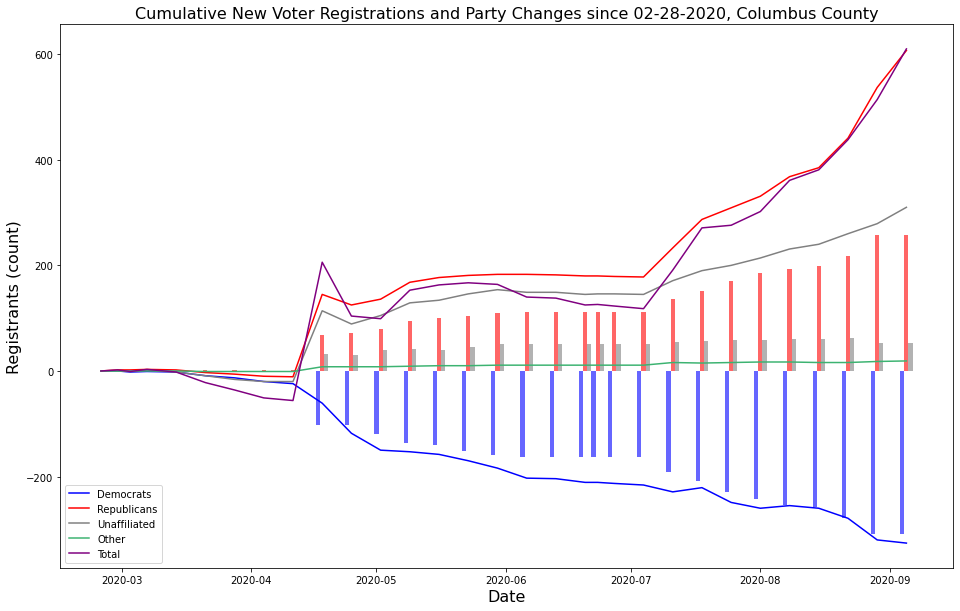 Cumulative New Voter Registrations and Party Changes since 02-28-2020, Columbus County
Registrants (count)
600
400
200
0
−200
Democrats
Republicans
Unaffiliated
Other
Total
2020-03 2020-04 2020-05 2020-06 2020-07 2020-08 2020-09
Date